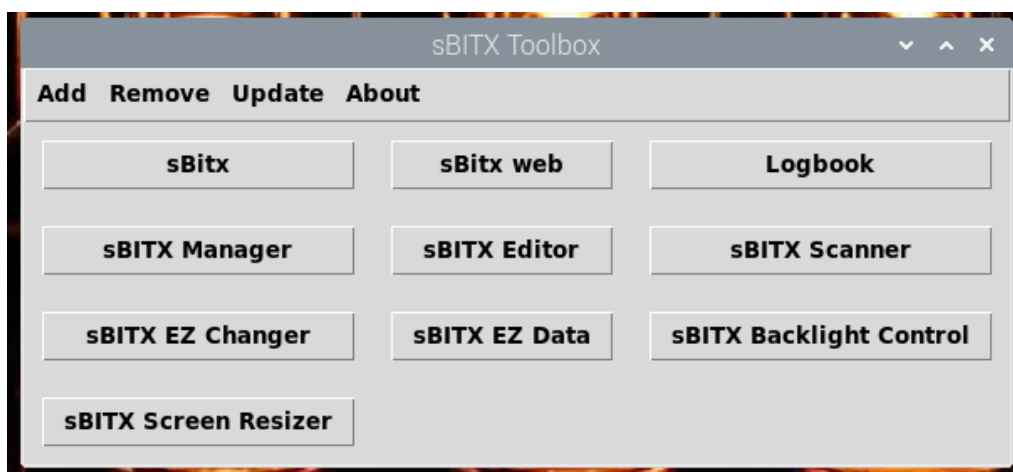 sBITX Toolbox
Add Remove Update About
sBitx sBitx web Logbook
sBITX Manager sBITX Editor sBITX Scanner
sBITX EZ Changer sBITX EZ Data sBITX Backlight Control
sBITX Screen Resizer